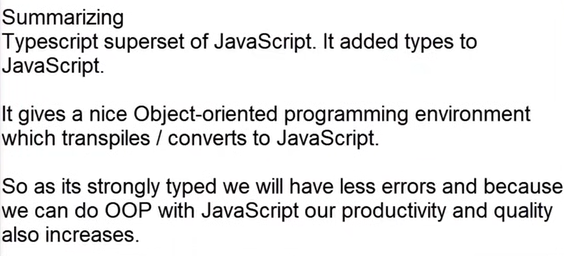 Summarizing
Typescript superset of JavaScript. It added types to
JavaScript.
It gives a nice Object-oriented programming environment
which transpiles / converts to JavaScript.
So as its strongly typed we will have less errors and because
we can do OOP with JavaScript our productivity and quality
also increases.